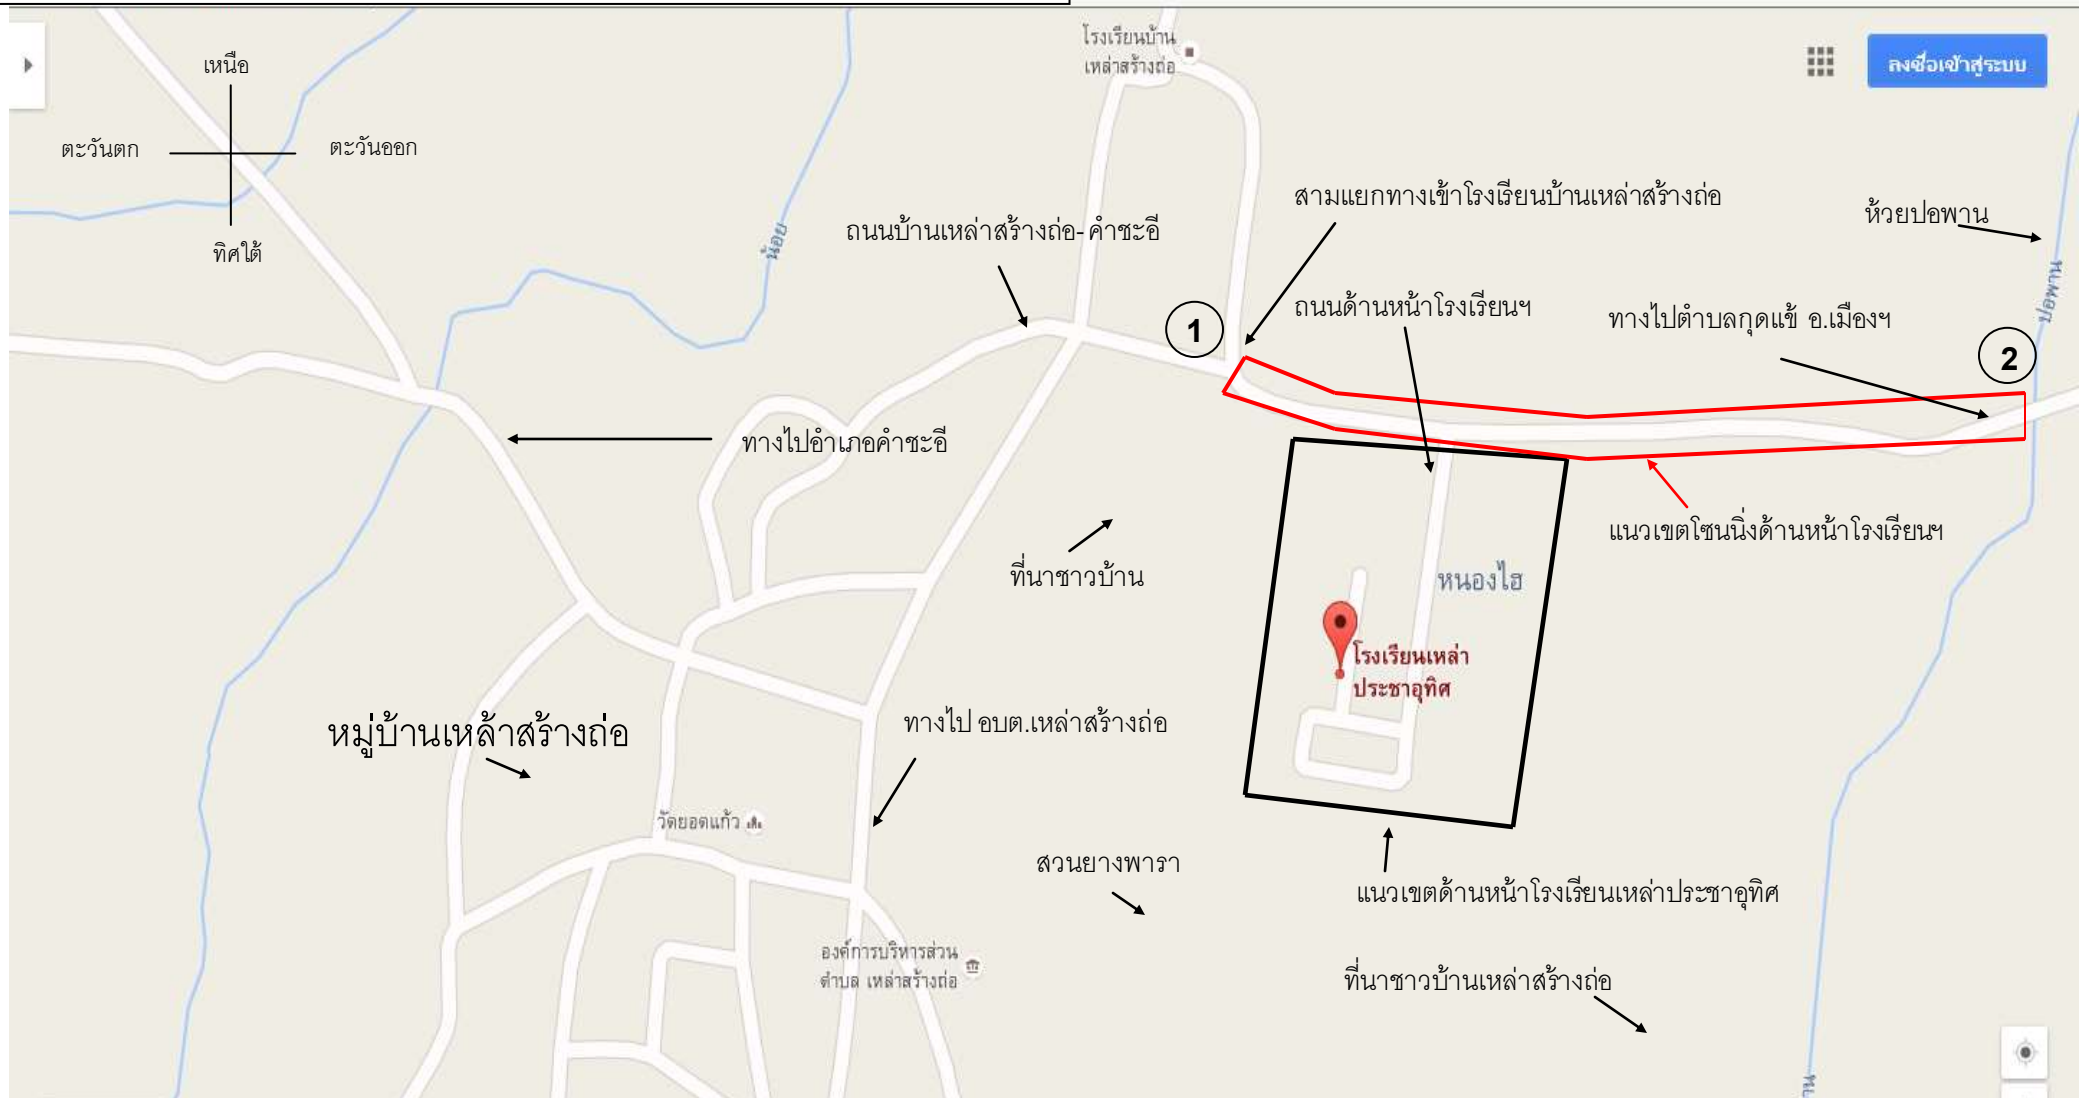 โรงเรียนบ้าน
เหล่าสร้างถ่อ
ลงชื่อเข้าสู่ระบบ
เหนือ
ตะวันตก
ตะวันออก
ทิศใต้
น้อย
ถนนบ้านเหล่าสร้างถ่อ-คำชะอี
สามแยกทางเข้าโรงเรียนบ้านเหล่าสร้างถ่อ
ห้วยปอพาน
ปอพาน
1
ถนนด้านหน้าโรงเรียนฯ
ทางไปตำบลกุดแข้ อ.เมืองฯ
2
ทางไปอำเภอคำชะอี
แนวเขตโซนนิ่งด้านหน้าโรงเรียนฯ
ที่นาชาวบ้าน
หนองไฮ
โรงเรียนเหล่า
ประชาอุทิศ
หมู่บ้านเหล้าสร้างถ่อ
ทางไป อบต.เหล่าสร้างถ่อ
วัดยอดแก้ว
สวนยางพารา
แนวเขตด้านหน้าโรงเรียนเหล่าประชาอุทิศ
องค์การบริหารส่วน
ตำบล เหล่าสร้างถ่อ
ที่นาชาวบ้านเหล่าสร้างถ่อ